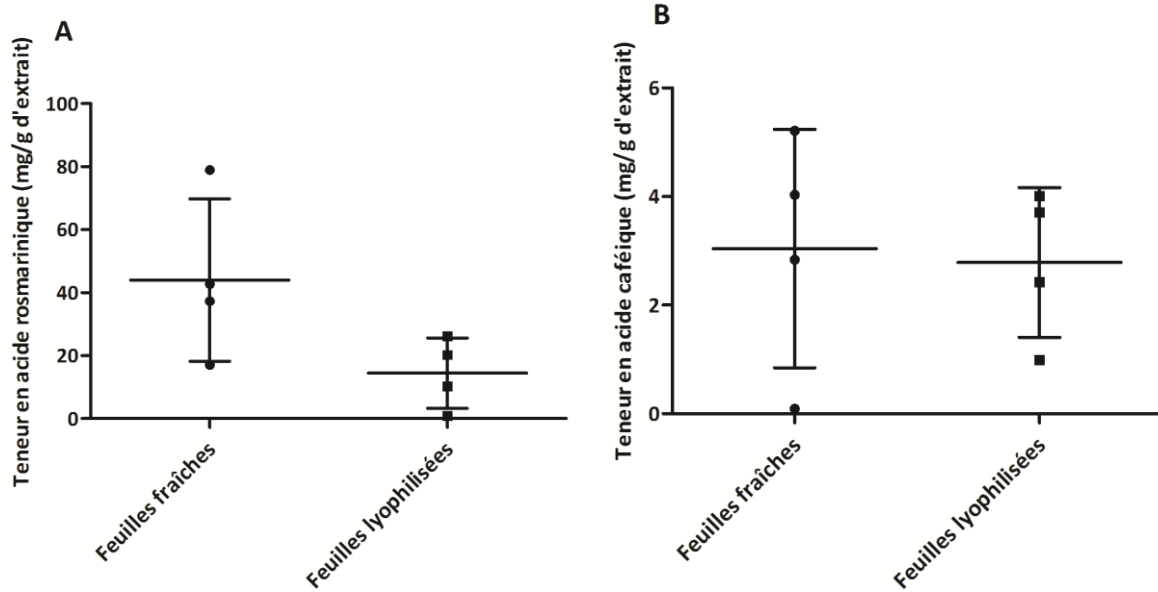 A
Teneur en acide rosmarinique (mg/g d'extrait)
100
80
60
40
20
0
Feuilles fraîches
Feuilles lyophilisées
B
Teneur en acide caféique (mg/g d'extrait)
6
4
2
0
Feuilles fraîches
Feuilles lyophilisées